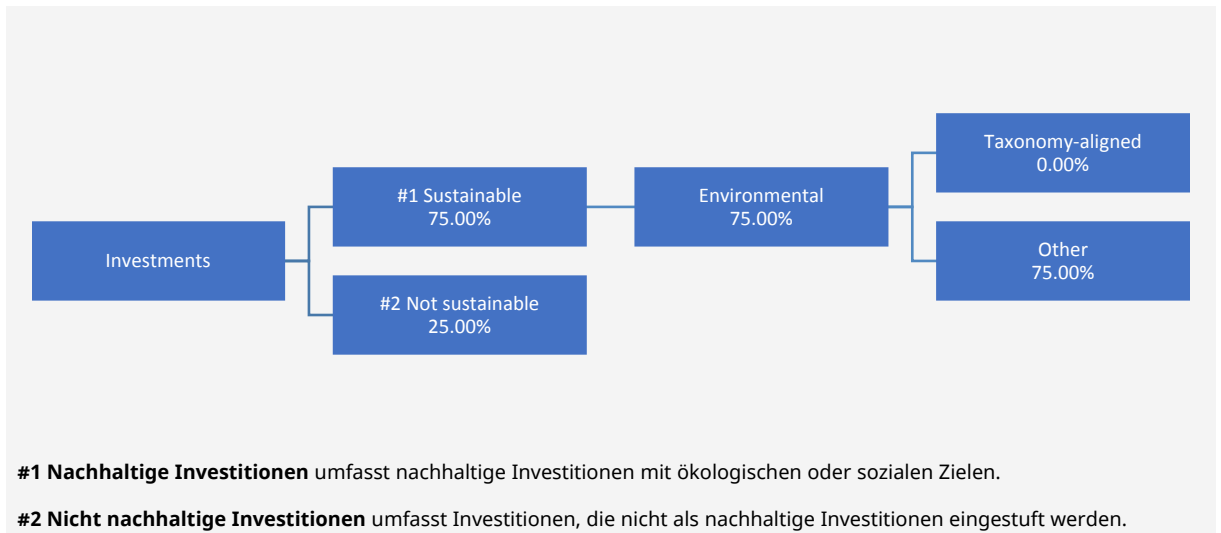 Investments
#1 Sustainable
75.00%
#2 Not sustainable
25.00%
Environmental
75.00%
Taxonomy-aligned
0.00%
Other
75.00%
#1 Nachhaltige Investitionen umfasst nachhaltige Investitionen mit ökologischen oder sozialen Zielen.
#2 Nicht nachhaltige Investitionen umfasst Investitionen, die nicht als nachhaltige Investitionen eingestuft werden.